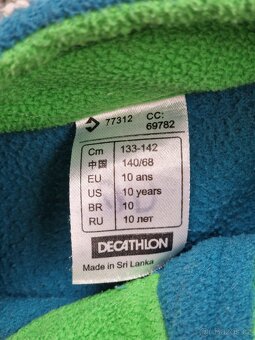 77312 CC:
69782
Cm 133-142
中国 140/68
EU 10 ans
US 10 years
BR 10
RU 10 лет
DECATHLON
Made in Sri Lanka